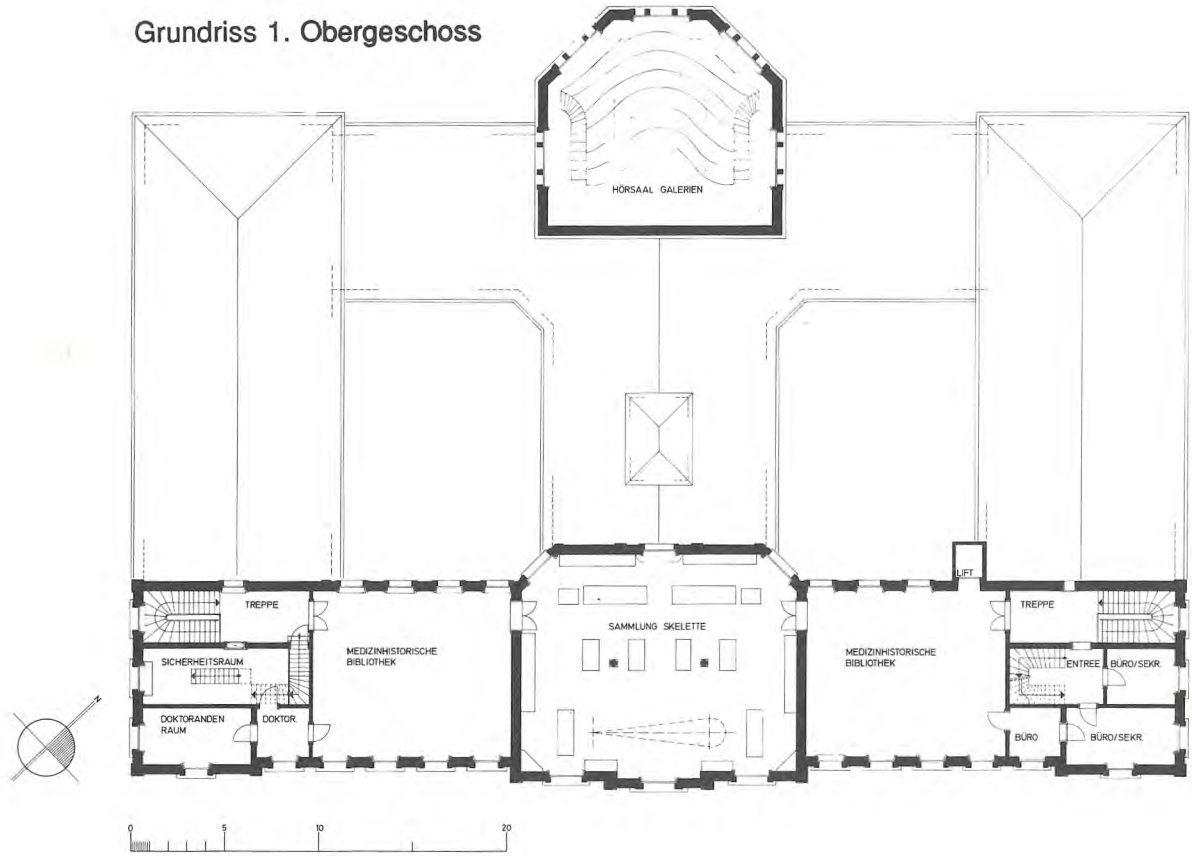 Grundriss 1. Obergeschoss
HÖRSAAL GALERIEN
LIFT
TREPPE
SAMMLUNG SKELETTE
TREPPE
MEDIZINHISTORISCHE
BIBLIOTHEK
MEDIZINHISTORISCHE
BIBLIOTHEK
SICHERHEITSRAUM
ENTREE
BÜRO/SEKR.
DOKTORANDEN
RAUM
DOKTOR.
BÜRO
BÜRO/SEKR.
N
0 5 10 20